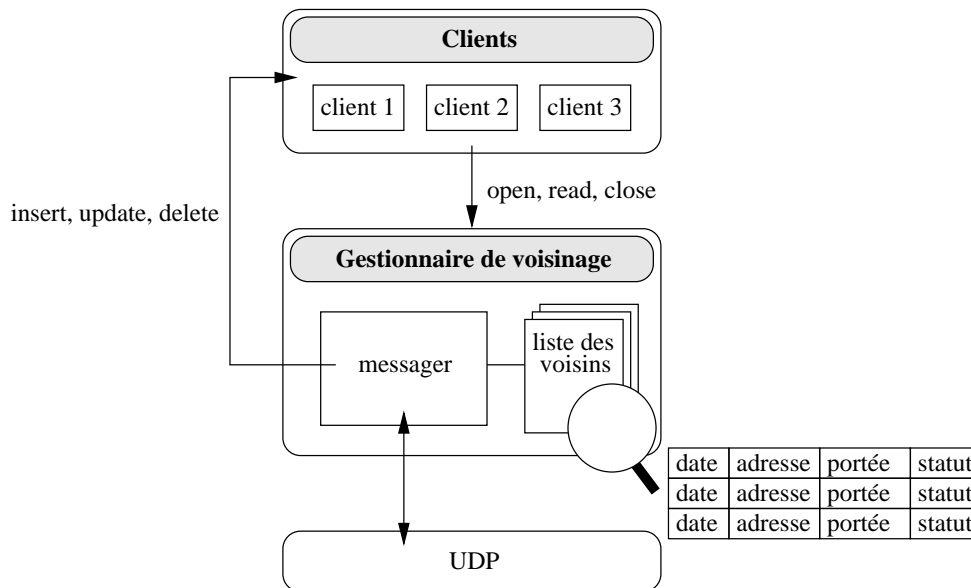 Clients
client 1 client 2 client 3
open, read, close
insert, update, delete
Gestionnaire de voisinage
messager
liste des
voisins
date adresse portée statut
date adresse portée statut
date adresse portée statut
UDP